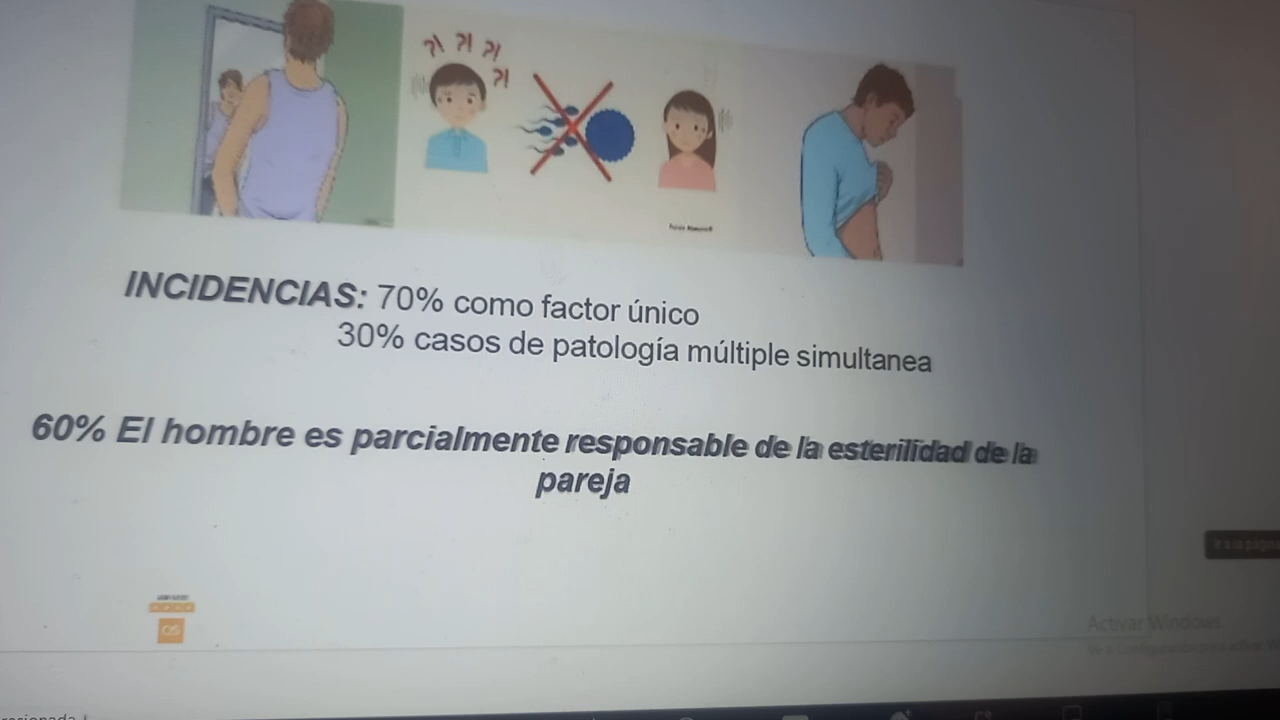 ?! ?! ?!
?!
INCIDENCIAS: 70% como factor único
30% casos de patología múltiple simultanea
60% El hombre es parcialmente responsable de la esterilidad de la
pareja
Activar Windows